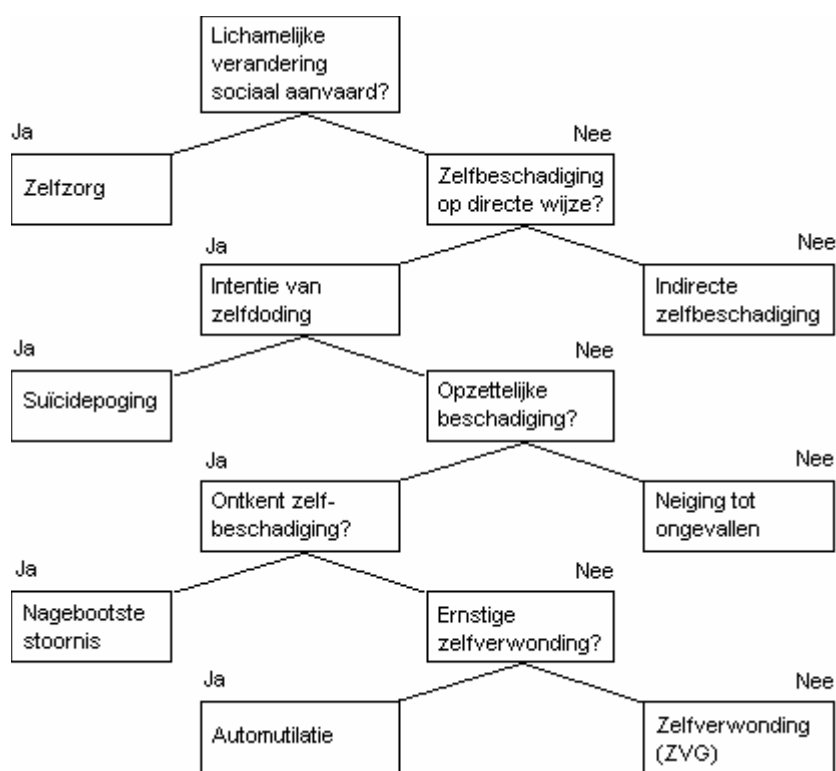 Lichamelijke
verandering
sociaal aanvaard?
Ja
Nee
Zelfzorg
Zelfbeschadiging
op directe wijze?
Ja
Nee
Intentie van
zelfdoding
Indirecte
zelfbeschadiging
Ja
Nee
Suïcidepoging
Opzettelijke
beschadiging?
Ja
Nee
Ontkent zelf-
beschadiging?
Neiging tot
ongevallen
Ja
Nee
Nagebootste
stoornis
Ernstige
zelfverwonding?
Ja
Nee
Automutilatie
Zelfverwonding
(ZVG)